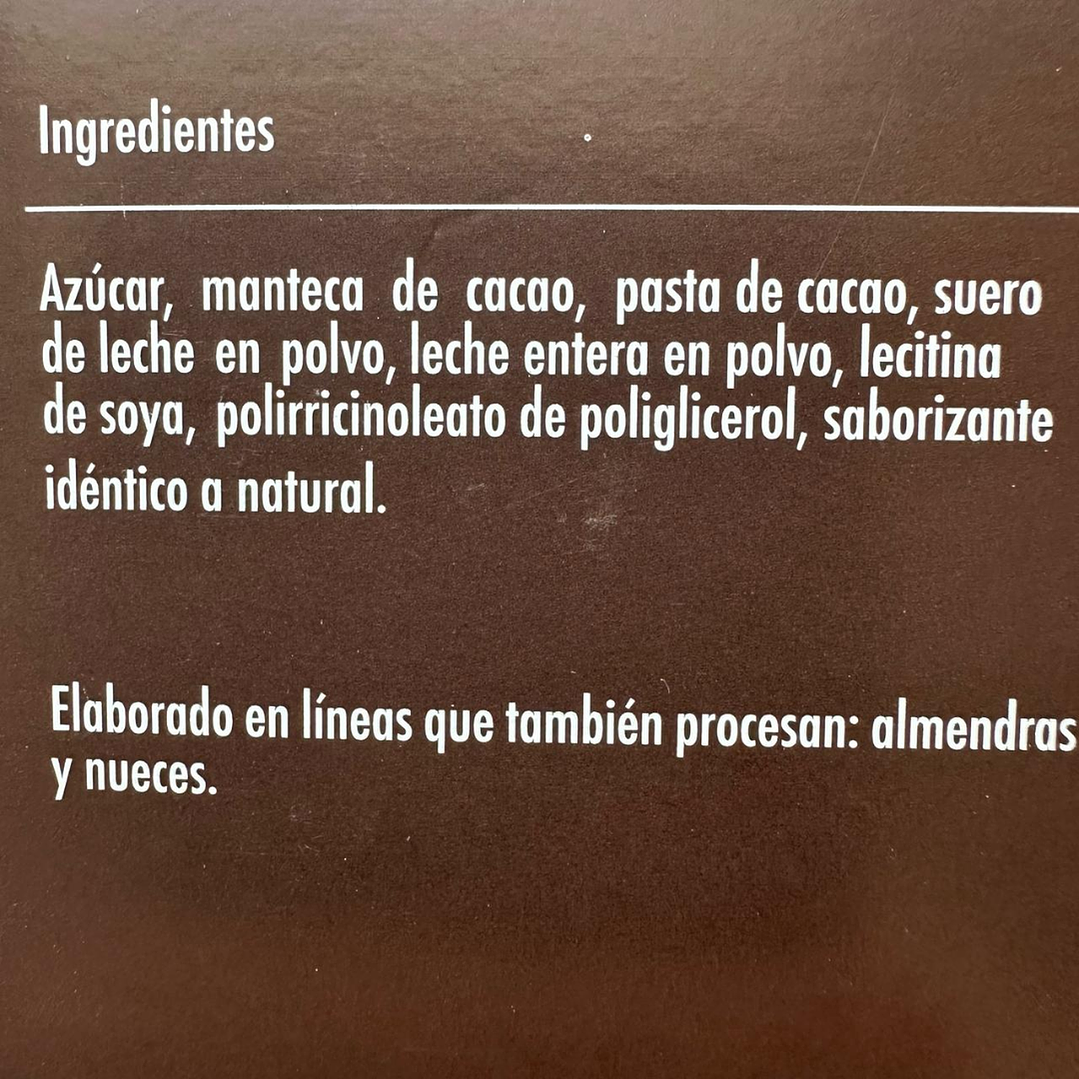 Ingredientes
Azúcar, manteca de cacao, pasta de cacao, suero
de leche en polvo, leche entera en polvo, lecitina
de soya, polirricinoleato de poliglicerol, saborizante
idéntico a natural.
Elaborado en líneas que también procesan: almendras
y nueces.